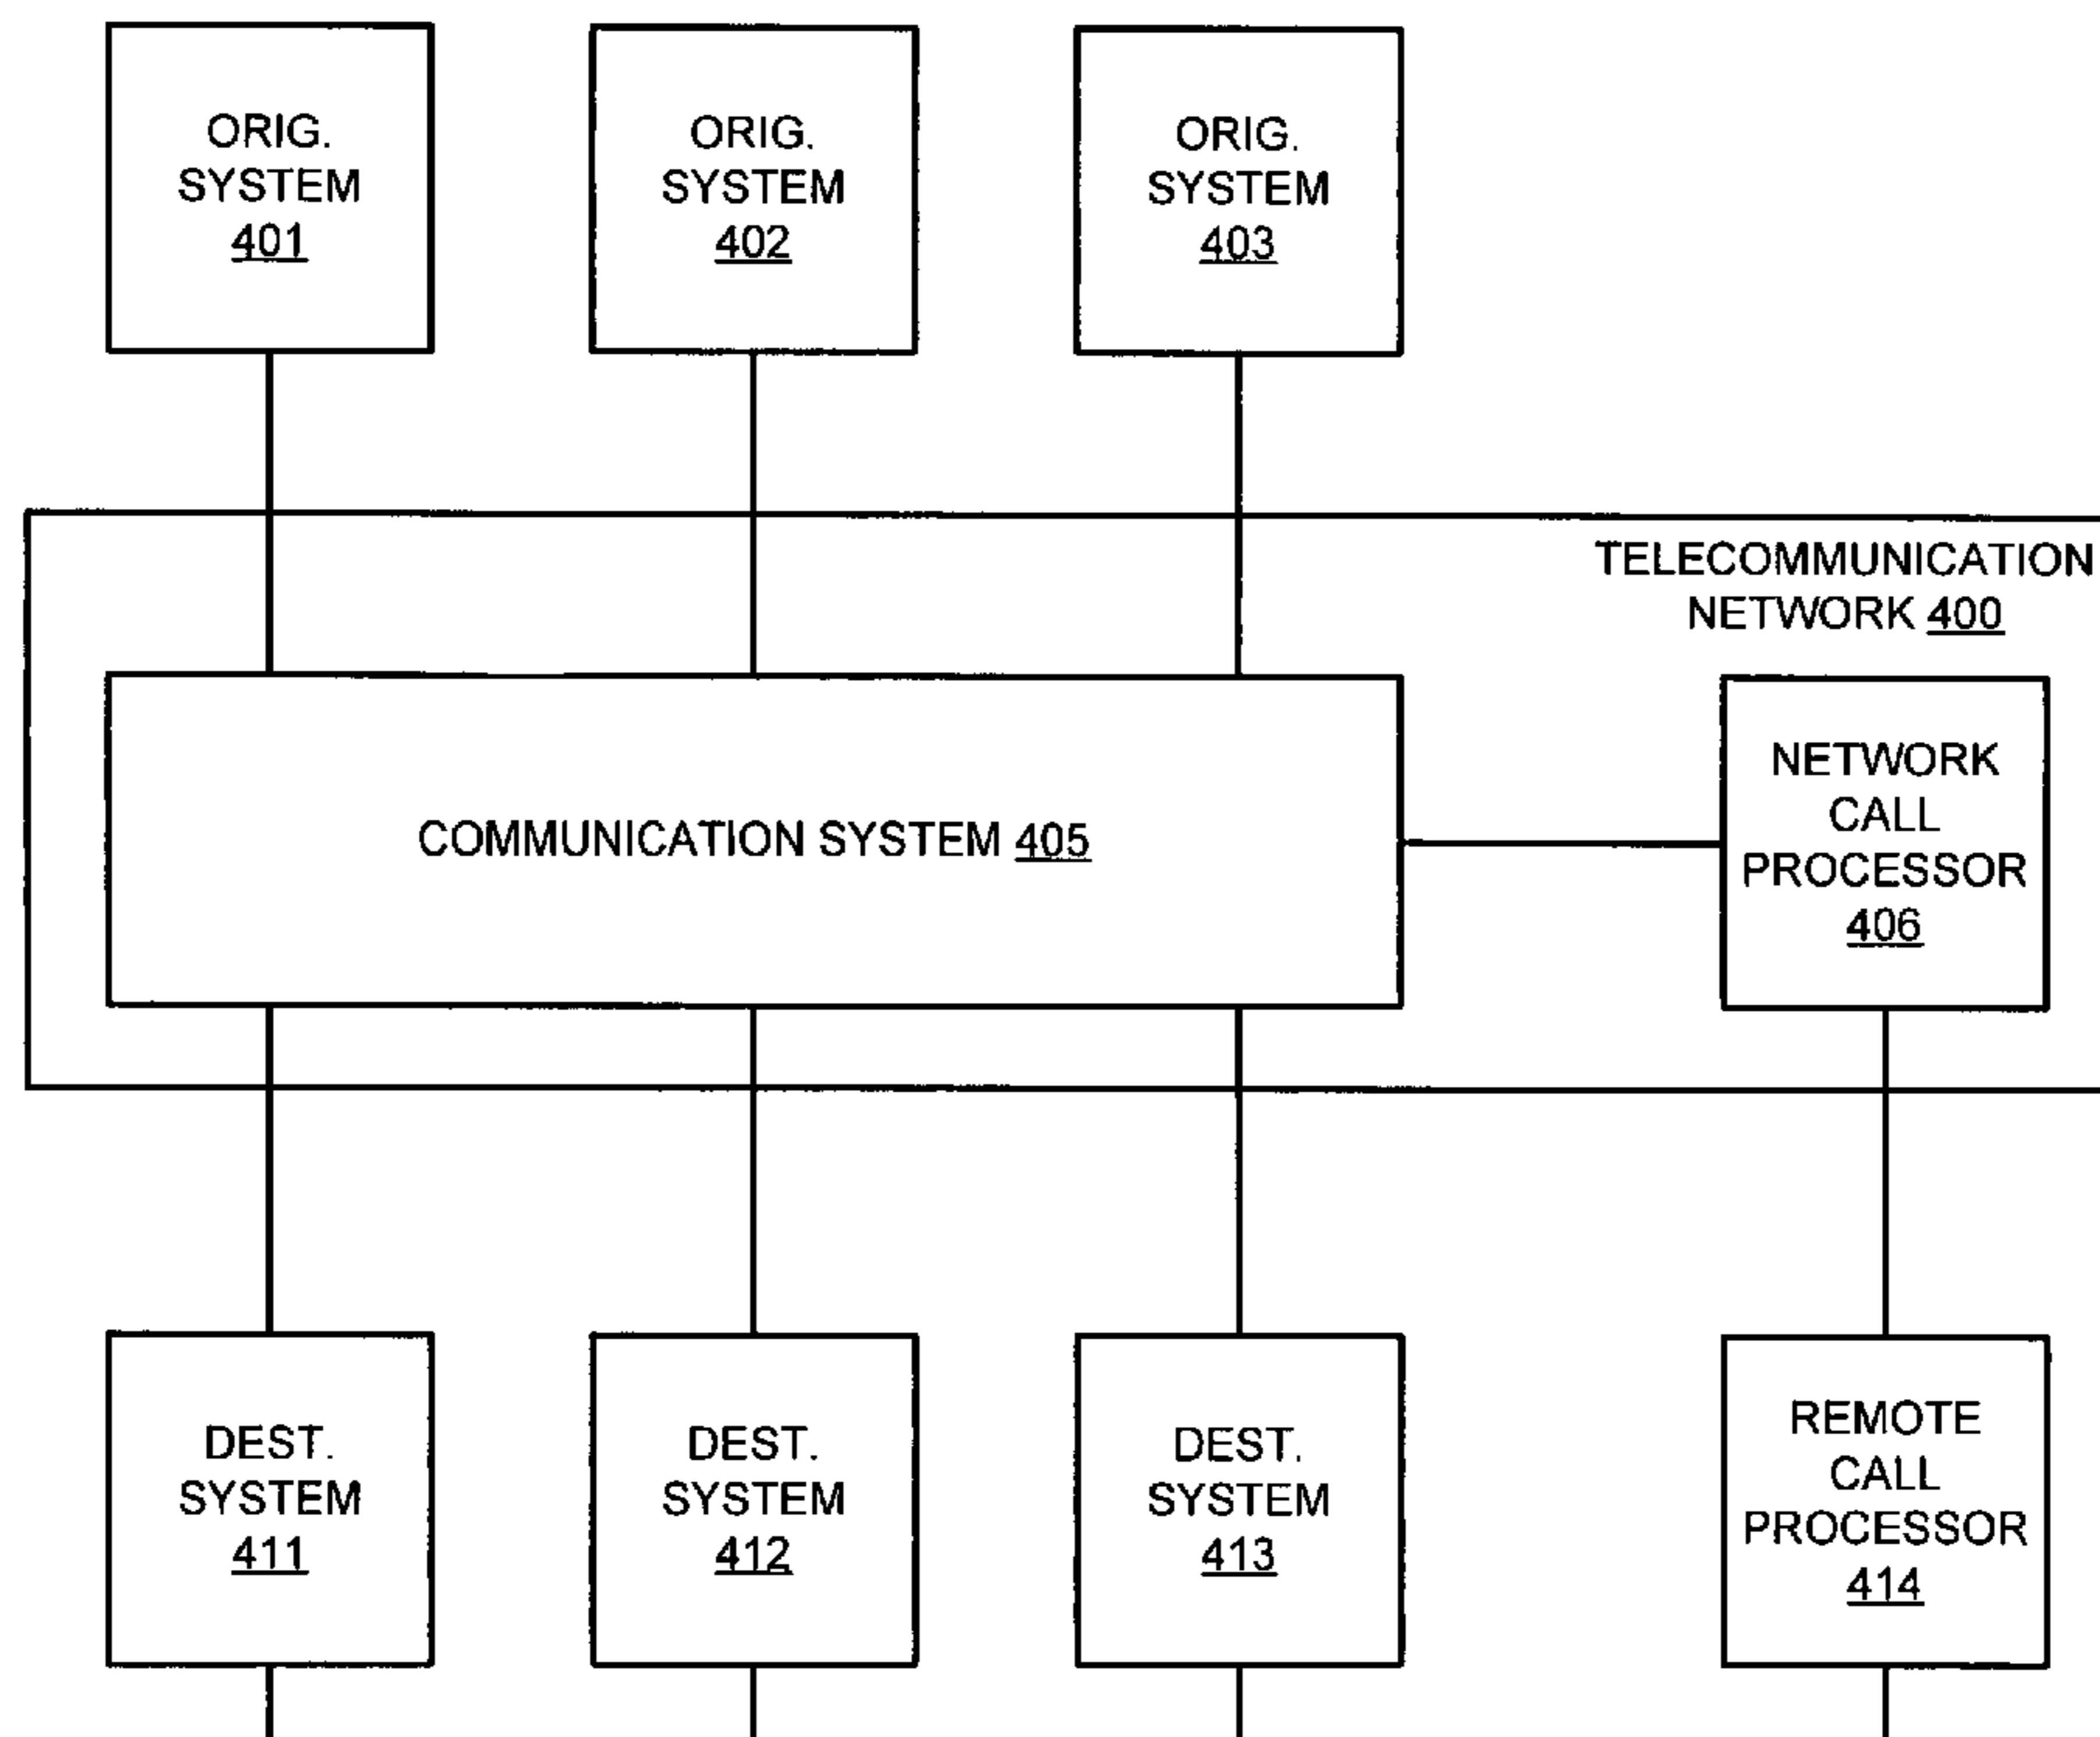 ORIG.
SYSTEM
401
ORIG.
SYSTEM
402
ORIG.
SYSTEM
403
TELECOMMUNICATION
NETWORK 400
COMMUNICATION SYSTEM 405
NETWORK
CALL
PROCESSOR
406
DEST.
SYSTEM
411
DEST.
SYSTEM
412
DEST.
SYSTEM
413
REMOTE
CALL
PROCESSOR
414